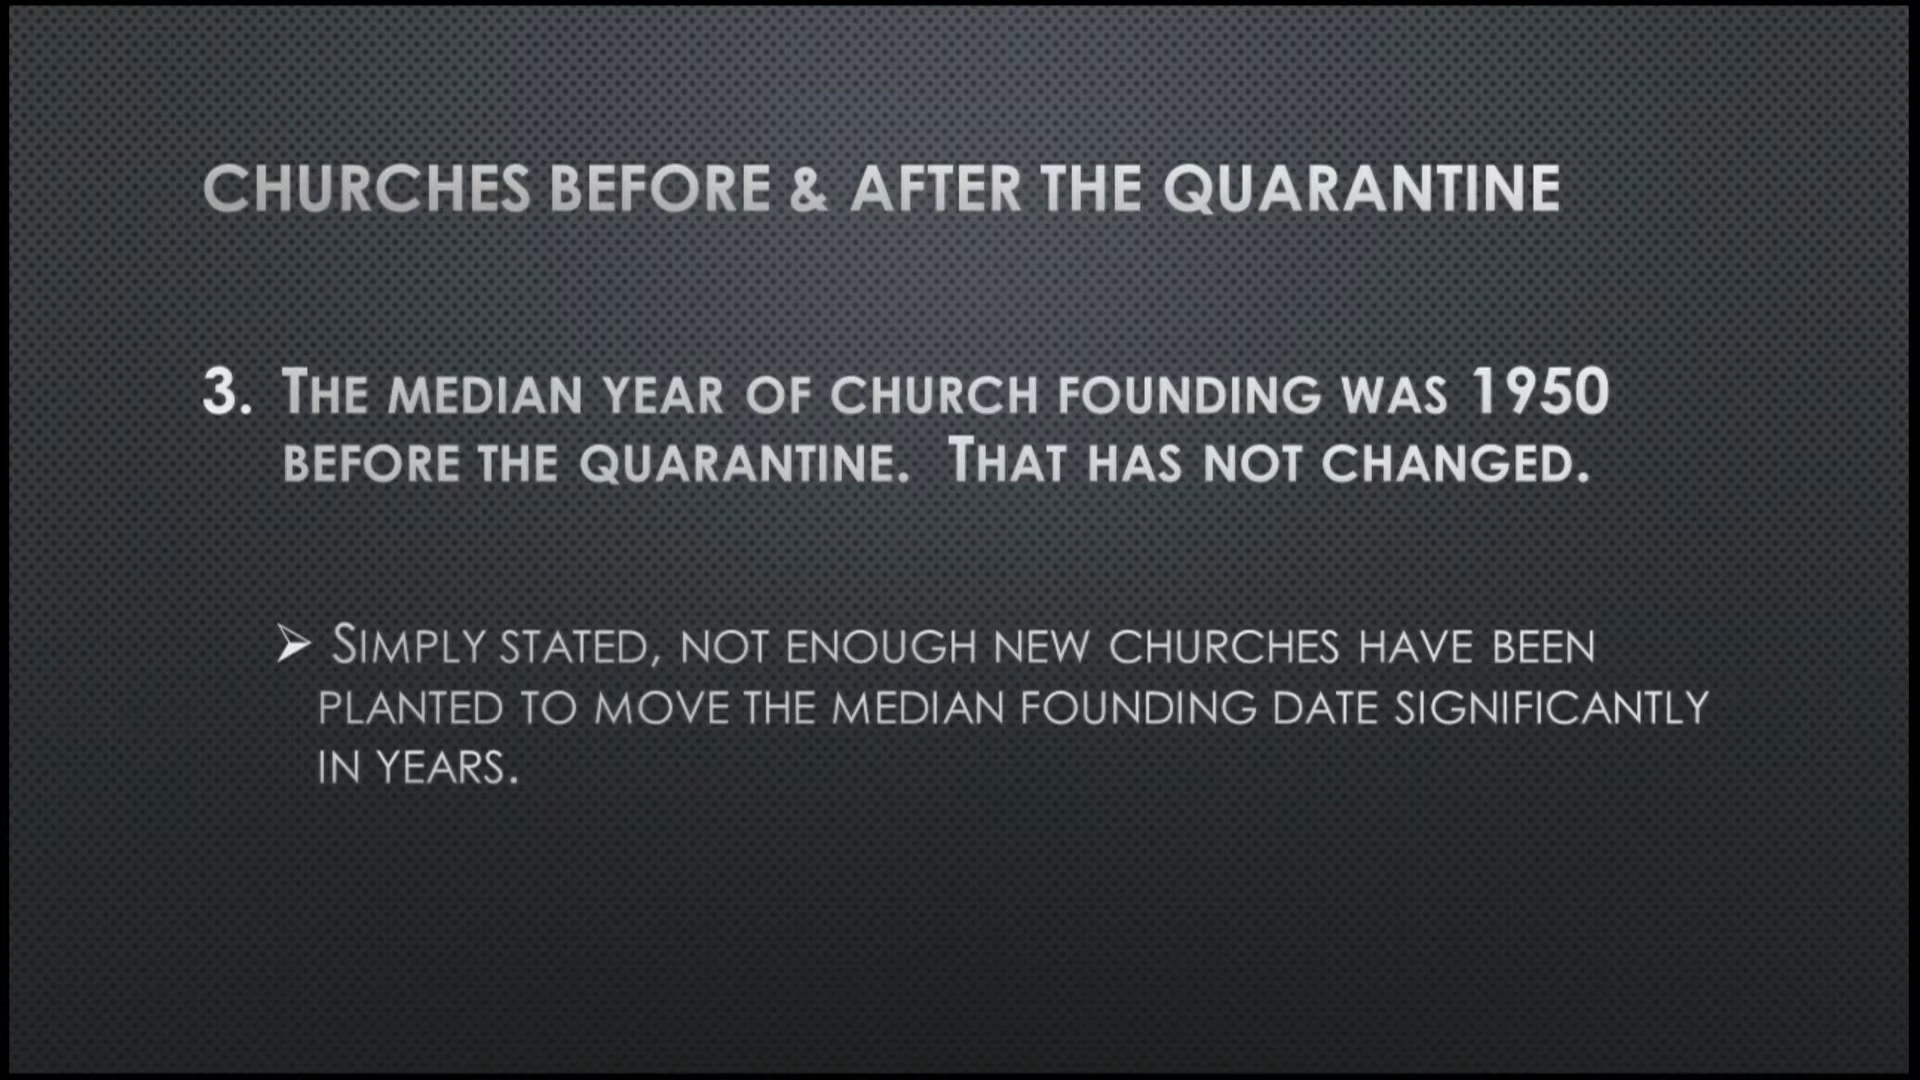 CHURCHES BEFORE & AFTER THE QUARANTINE
3. THE MEDIAN YEAR OF CHURCH FOUNDING WAS 1950
BEFORE THE QUARANTINE. THAT HAS NOT CHANGED.
➢ SIMPLY STATED, NOT ENOUGH NEW CHURCHES HAVE BEEN
PLANTED TO MOVE THE MEDIAN FOUNDING DATE SIGNIFICANTLY
IN YEARS.